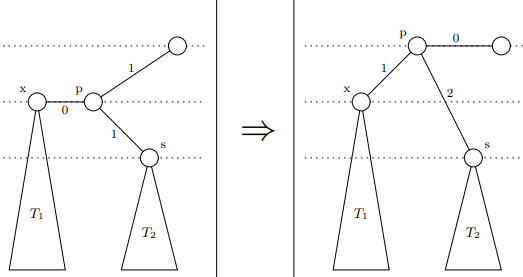 p 0
1
x p 1 x 2
0
1
s s
T₁ T₂ T₁ T₂
⇒